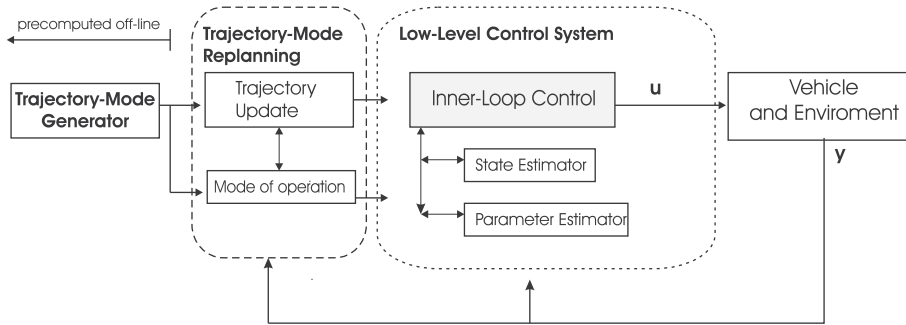 precomputed off-line
Trajectory-Mode
Replanning
Low-Level Control System
Trajectory-Mode
Generator
Trajectory
Update
Mode of operation
Inner-Loop Control
State Estimator
Parameter Estimator
u
Vehicle
and Enviroment
y